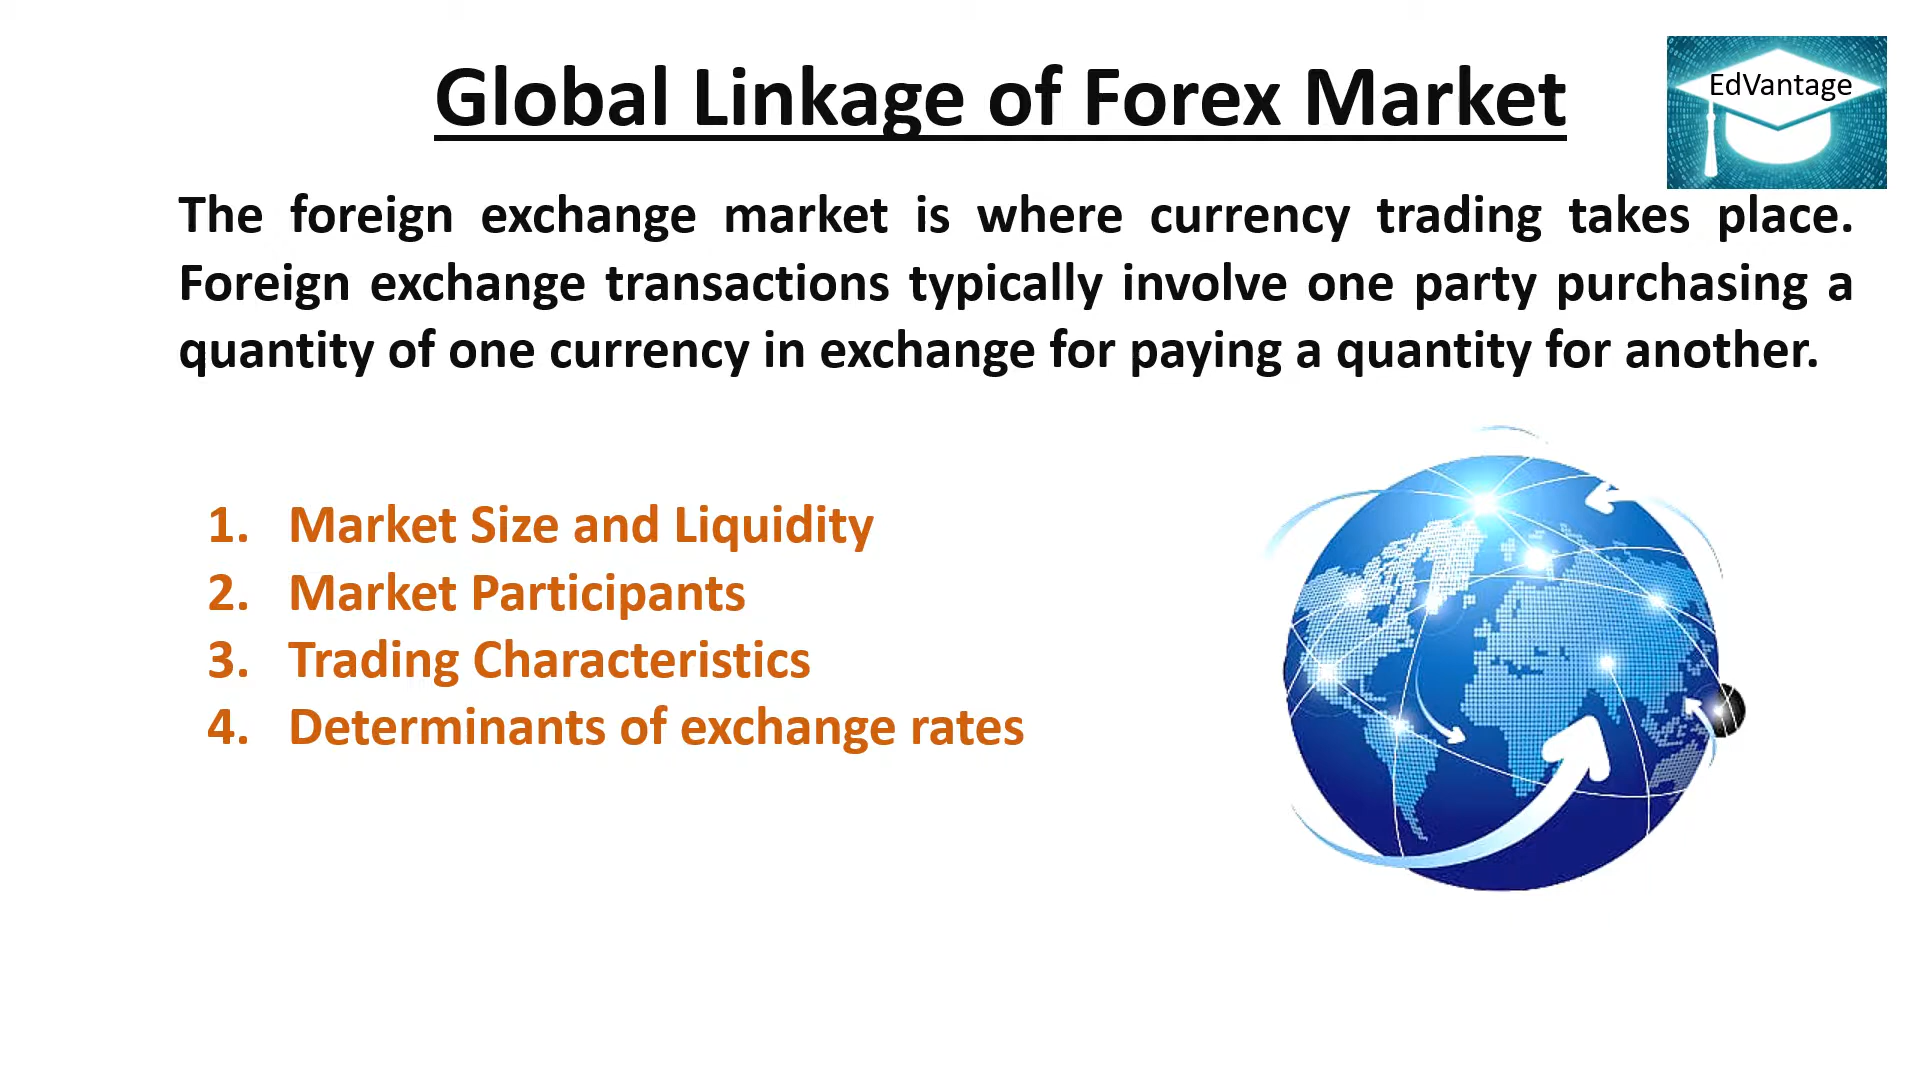 Global Linkage of Forex Market
EdVantage
The foreign exchange market is where currency trading takes place.
Foreign exchange transactions typically involve one party purchasing a
quantity of one currency in exchange for paying a quantity for another.
1. Market Size and Liquidity
2. Market Participants
3. Trading Characteristics
4. Determinants of exchange rates